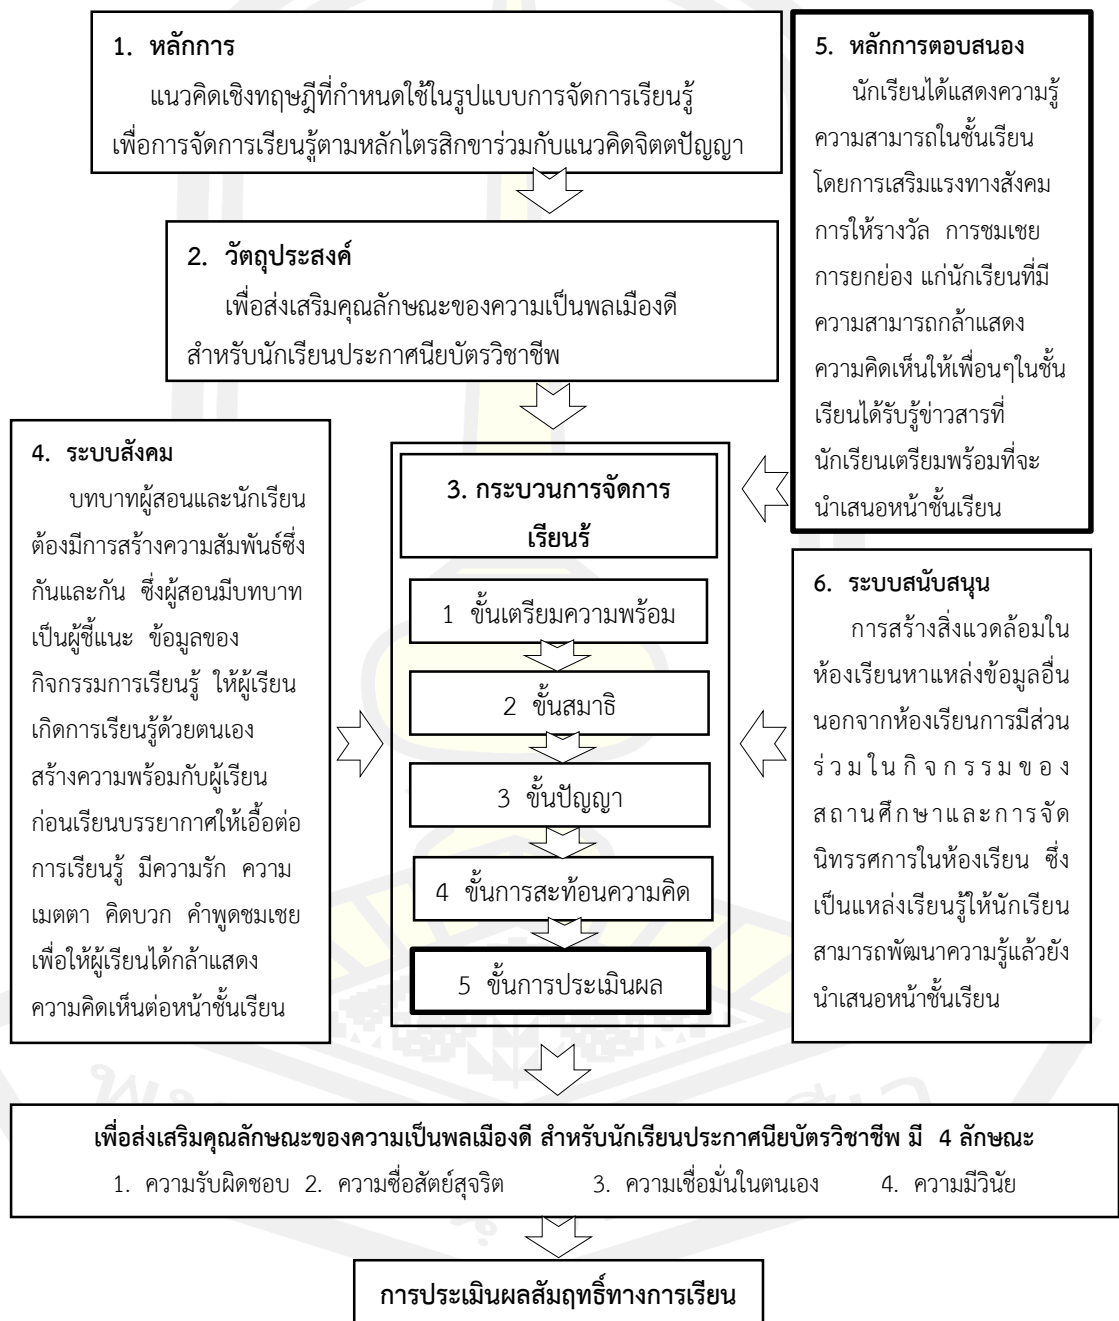 1. หลักการ
แนวคิดเชิงทฤษฎีที่กำหนดใช้ในรูปแบบการจัดการเรียนรู้
เพื่อการจัดการเรียนรู้ตามหลักไตรสิกขาร่วมกับแนวคิดจิตตปัญญา
2. วัตถุประสงค์
เพื่อส่งเสริมคุณลักษณะของความเป็นพลเมืองดี
สำหรับนักเรียนประกาศนียบัตรวิชาชีพ
5. หลักการตอบสนอง
นักเรียนได้แสดงความรู้
ความสามารถในชั้นเรียน
โดยการเสริมแรงทางสังคม
การให้รางวัล การชมเชย
การยกย่อง แก่นักเรียนที่มี
ความสามารถกล้าแสดง
ความคิดเห็นให้เพื่อนๆในชั้น
เรียนได้รับรู้ข่าวสารที่
นักเรียนเตรียมพร้อมที่จะ
นำเสนอหน้าชั้นเรียน
4. ระบบสังคม
บทบาทผู้สอนและนักเรียน
ต้องมีการสร้างความสัมพันธ์ซึ่ง
กันและกัน ซึ่งผู้สอนมีบทบาท
เป็นผู้ชี้แนะ ข้อมูลของ
กิจกรรมการเรียนรู้ ให้ผู้เรียน
เกิดการเรียนรู้ด้วยตนเอง
สร้างความพร้อมกับผู้เรียน
ก่อนเรียนบรรยากาศให้เอื้อต่อ
การเรียนรู้ มีความรัก ความ
เมตตา คิดบวก คำพูดชมเชย
เพื่อให้ผู้เรียนได้กล้าแสดง
ความคิดเห็นต่อหน้าชั้นเรียน
3. กระบวนการจัดการ
เรียนรู้
1 ขั้นเตรียมความพร้อม
2 ขั้นสมาธิ
3 ขั้นปัญญา
4 ขั้นการสะท้อนความคิด
5 ขั้นการประเมินผล
6. ระบบสนับสนุน
การสร้างสิ่งแวดล้อมใน
ห้องเรียนหาแหล่งข้อมูลอื่น
นอกจากห้องเรียนการมีส่วน
ร่วมในกิจกรรมของ
สถานศึกษาและการจัด
นิทรรศการในห้องเรียน ซึ่ง
เป็นแหล่งเรียนรู้ให้นักเรียน
สามารถพัฒนาความรู้แล้วยัง
นำเสนอหน้าชั้นเรียน
เพื่อส่งเสริมคุณลักษณะของความเป็นพลเมืองดี สำหรับนักเรียนประกาศนียบัตรวิชาชีพ มี 4 ลักษณะ
1. ความรับผิดชอบ 2. ความซื่อสัตย์สุจริต 3. ความเชื่อมั่นในตนเอง 4. ความมีวินัย
การประเมินผลสัมฤทธิ์ทางการเรียน